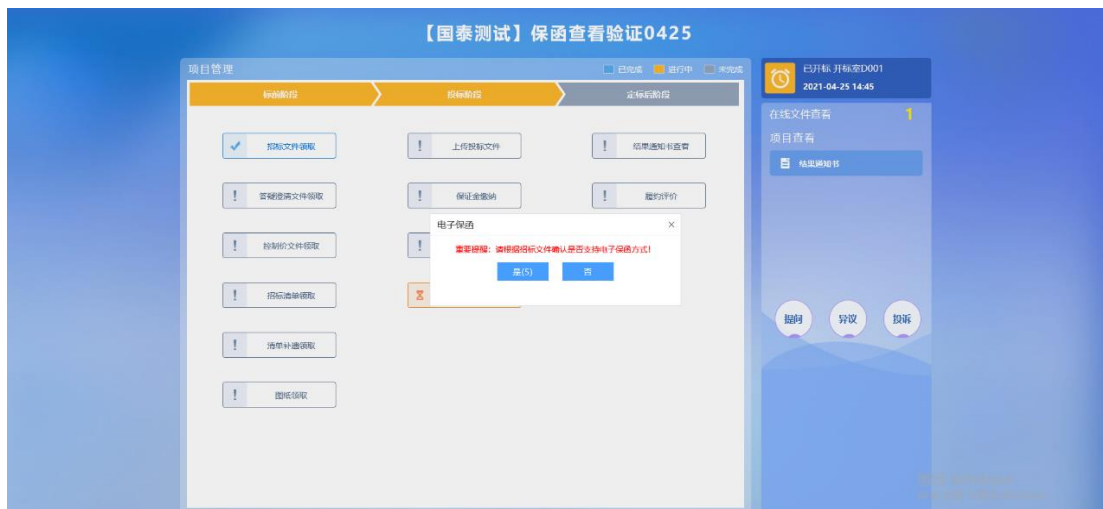 【国泰测试】保函查看验证0425
项目管理
已完成 进行中 未完成
标前阶段
投标阶段
定标后阶段
招标文件领取
上传投标文件
结果通知书查看
答疑澄清文件领取
保证金缴纳
履约评价
控制价文件领取
招标清单领取
清单补遗领取
图纸领取
电子保函
×
重要提醒：请根据招标文件确认是否支持电子保函方式！
是(5)
否
已开标 开标室D001
2021-04-25 14:45
在线文件查看 1
项目查看
结果通知书
提问
异议
投诉